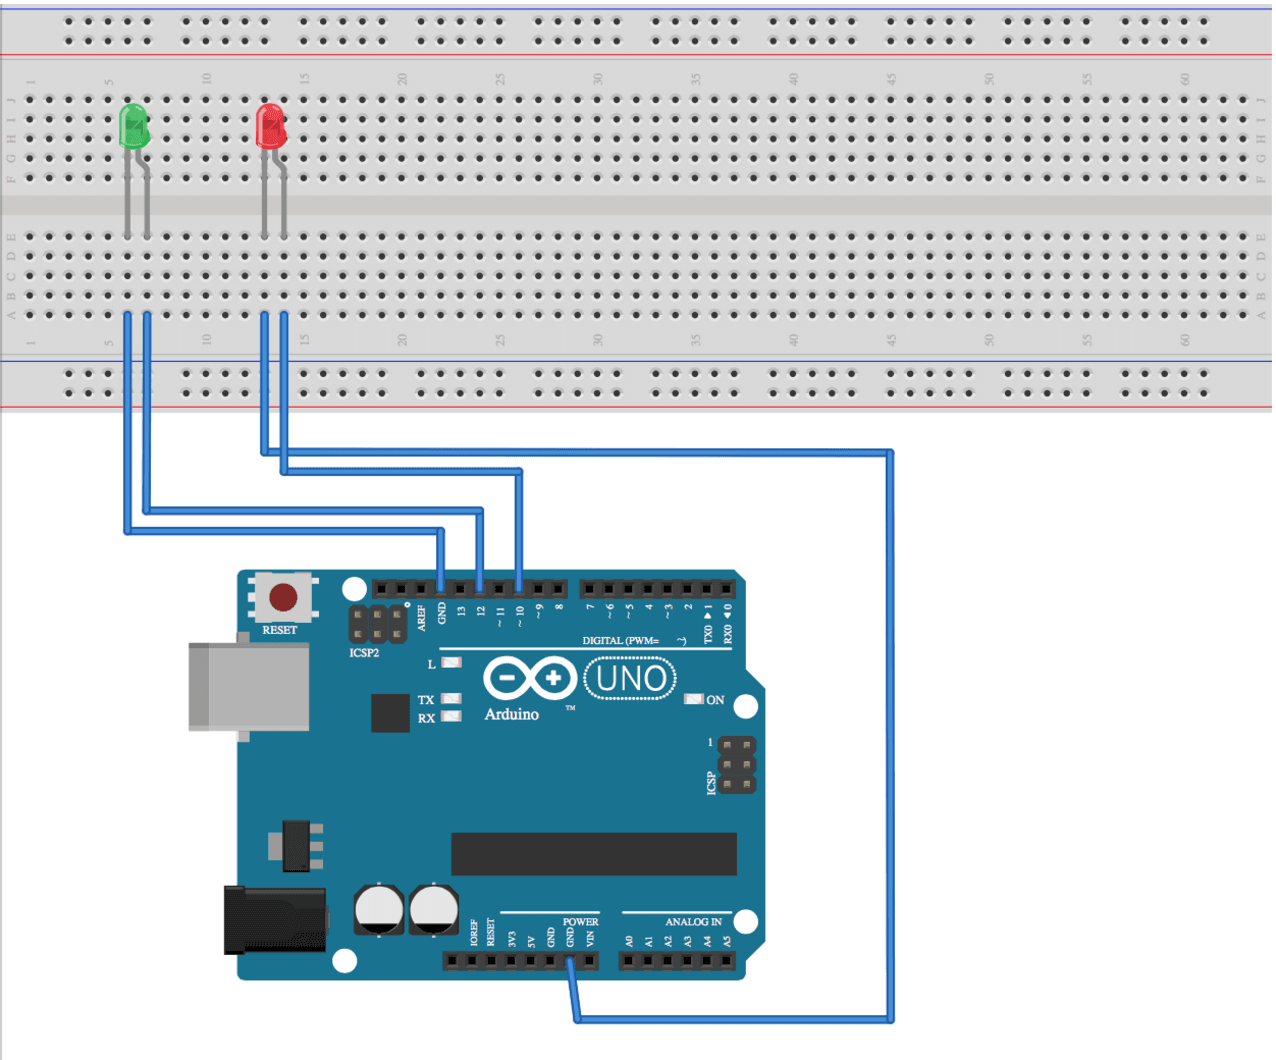 1 5 10 15 20 25 30 35 40 45 50 55 60
J J
I I
H H
G G
F F
E E
D D
C C
B B
A A
1 5 10 15 20 25 30 35 40 45 50 55 60
RESET
AREF GND 13 12 ~11 ~10 ~9 8 7 ~6 ~5 4 ~3 2 TX0 ▶1 RX0 ◀0
ICSP2
DIGITAL (PWM= ~)
L
TX
RX
UNO
Arduino™
ON
1
ICSP
POWER
ANALOG IN
IOREF RESET 3V3 5V GND GND VIN A0 A1 A2 A3 A4 A5